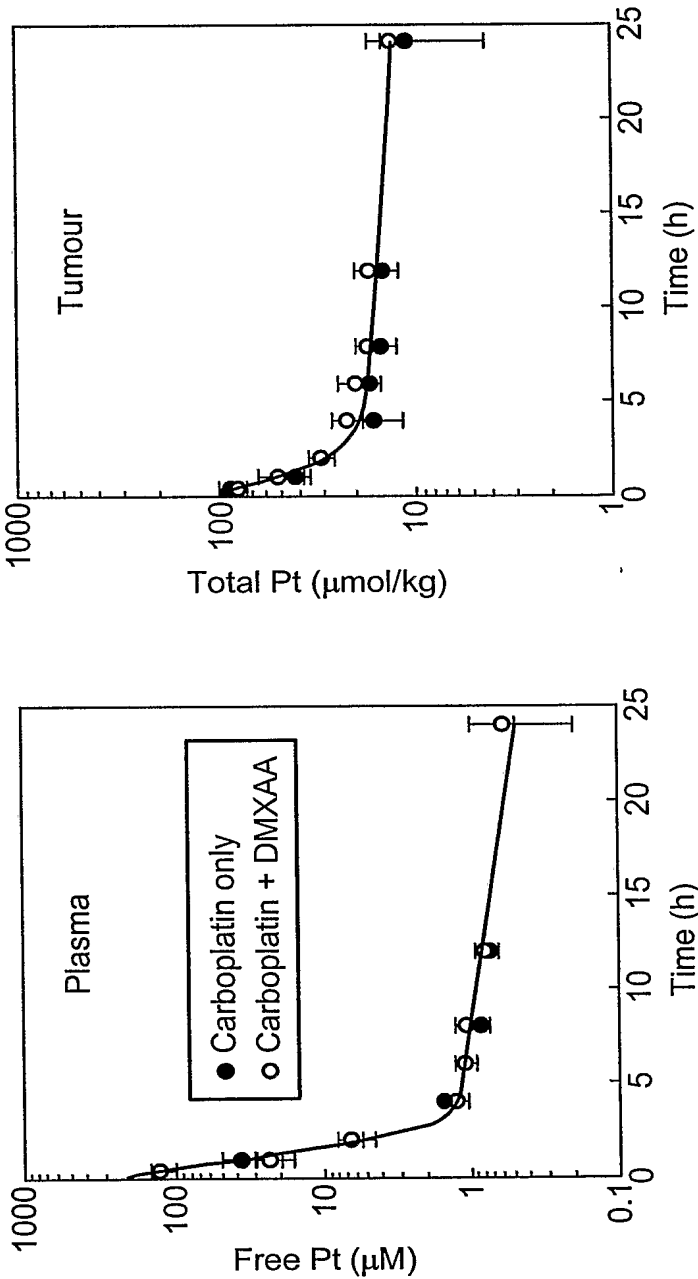 Plasma
Carboplatin only
Carboplatin + DMXAA
1000
100
10
1
0.1
Free Pt (μM)
0
5
10
15
20
25
Time (h)
Tumour
1000
100
10
1
Total Pt (μmol/kg)
0
5
10
15
20
25
Time (h)